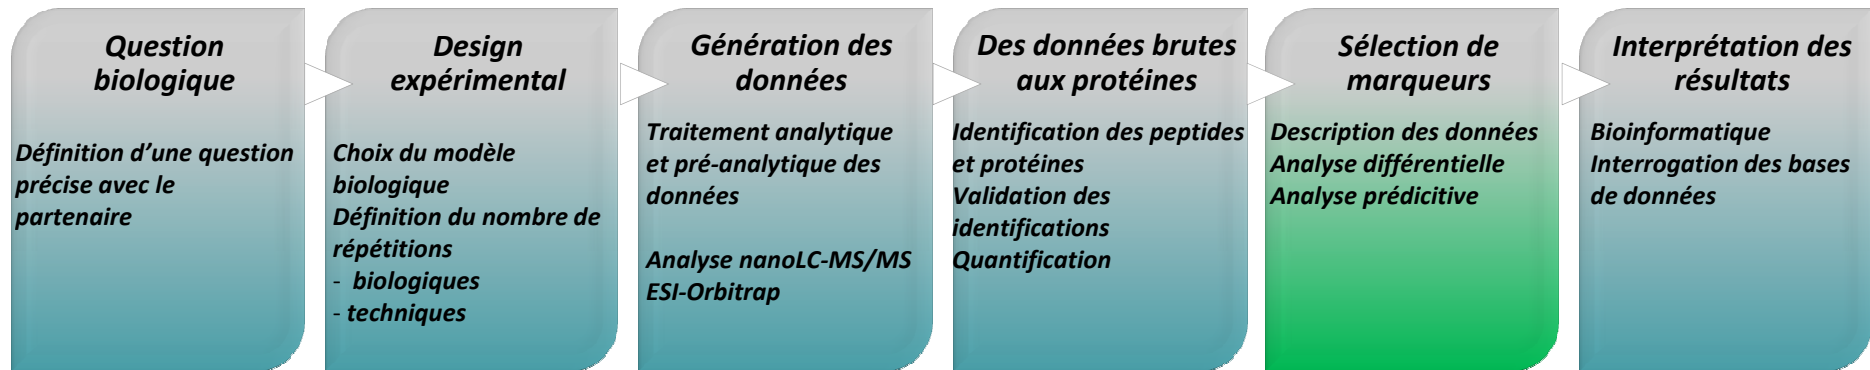 Question
biologique
Définition d’une question
précise avec le
partenaire
Design
expérimental
Choix du modèle
biologique
Définition du nombre de
répétitions
- biologiques
- techniques
Génération des
données
Traitement analytique
et pré-analytique des
données
Analyse nanoLC-MS/MS
ESI-Orbitrap
Des données brutes
aux protéines
Identification des peptides
et protéines
Validation des
identifications
Quantification
Sélection de
marqueurs
Description des données
Analyse différentielle
Analyse prédicitive
Interprétation des
résultats
Bioinformatique
Interrogation des bases
de données